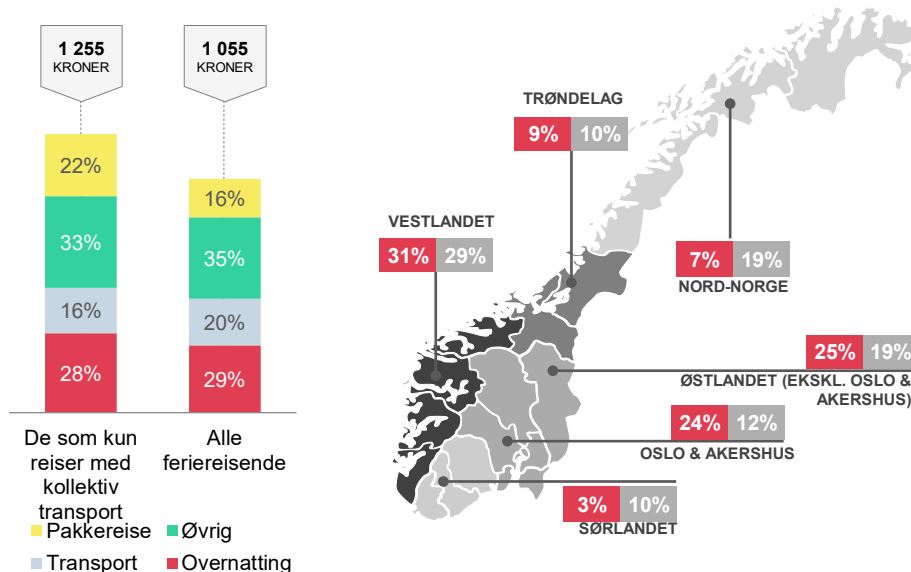 1 255
KRONER
1 055
KRONER
22%
33%
16%
28%
16%
35%
20%
29%
De som kun
reiser med
kollektiv
transport
Alle
feriereisende
Pakkereise
Øvrig
Transport
Overnatting
TRØNDELAG
9% 10%
VESTLANDET
31% 29%
7% 19%
NORD-NORGE
25% 19%
ØSTLANDET (EKSKL. OSLO &
AKERSHUS)
24% 12%
OSLO & AKERSHUS
3% 10%
SØRLANDET